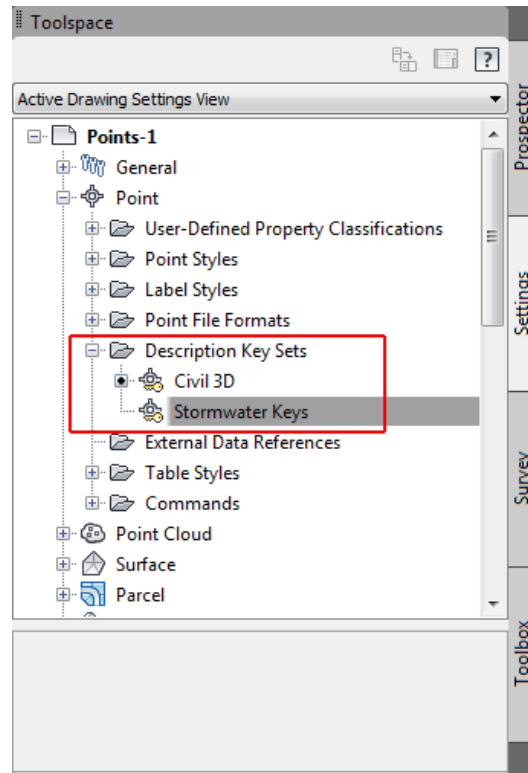 Toolspace
?
Active Drawing Settings View
Points-1
General
Point
User-Defined Property Classifications
Point Styles
Label Styles
Point File Formats
Description Key Sets
Civil 3D
Stormwater Keys
External Data References
Table Styles
Commands
Point Cloud
Surface
Parcel
Prospector
Settings
Survey
Toolbox